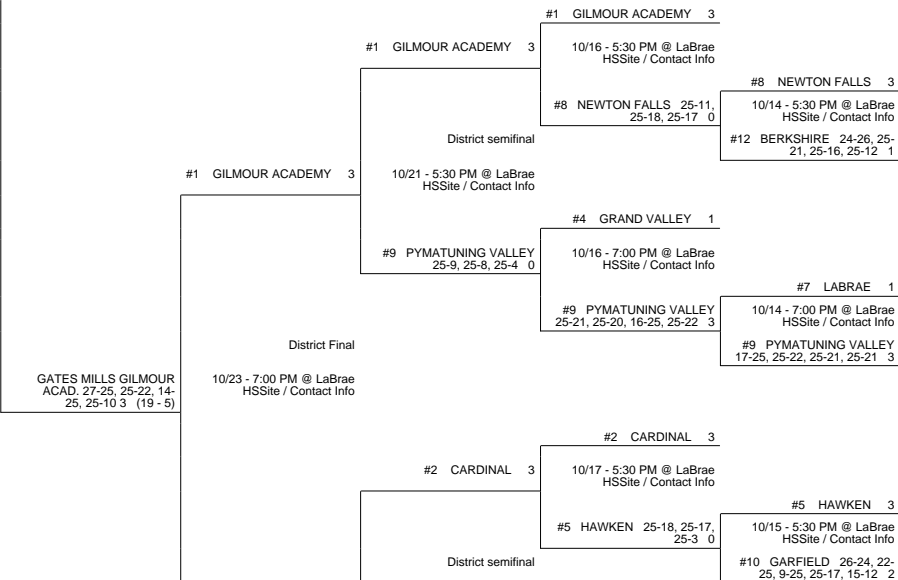 #1 GILMOUR ACADEMY 3
10/16 - 5:30 PM @ LaBrae
HSSite / Contact Info
#1 GILMOUR ACADEMY 3
#8 NEWTON FALLS 3
10/14 - 5:30 PM @ LaBrae
HSSite / Contact Info
#8 NEWTON FALLS 25-11,
25-18, 25-17 0
#12 BERKSHIRE 24-26, 25-
21, 25-16, 25-12 1
District semifinal
10/21 - 5:30 PM @ LaBrae
HSSite / Contact Info
#1 GILMOUR ACADEMY 3
#4 GRAND VALLEY 1
10/16 - 7:00 PM @ LaBrae
HSSite / Contact Info
#9 PYMATUNING VALLEY
25-9, 25-8, 25-4 0
#7 LABRAE 1
10/14 - 7:00 PM @ LaBrae
HSSite / Contact Info
#9 PYMATUNING VALLEY
25-21, 25-20, 16-25, 25-22 3
#9 PYMATUNING VALLEY
17-25, 25-22, 25-21, 25-21 3
District Final
10/23 - 7:00 PM @ LaBrae
HSSite / Contact Info
GATES MILLS GILMOUR
ACAD. 27-25, 25-22, 14-
25, 25-10 3 (19 - 5)
#2 CARDINAL 3
10/17 - 5:30 PM @ LaBrae
HSSite / Contact Info
#2 CARDINAL 3
#5 HAWKEN 3
10/15 - 5:30 PM @ LaBrae
HSSite / Contact Info
#5 HAWKEN 25-18, 25-17,
25-3 0
#10 GARFIELD 26-24, 22-
25, 9-25, 25-17, 15-12 2
District semifinal